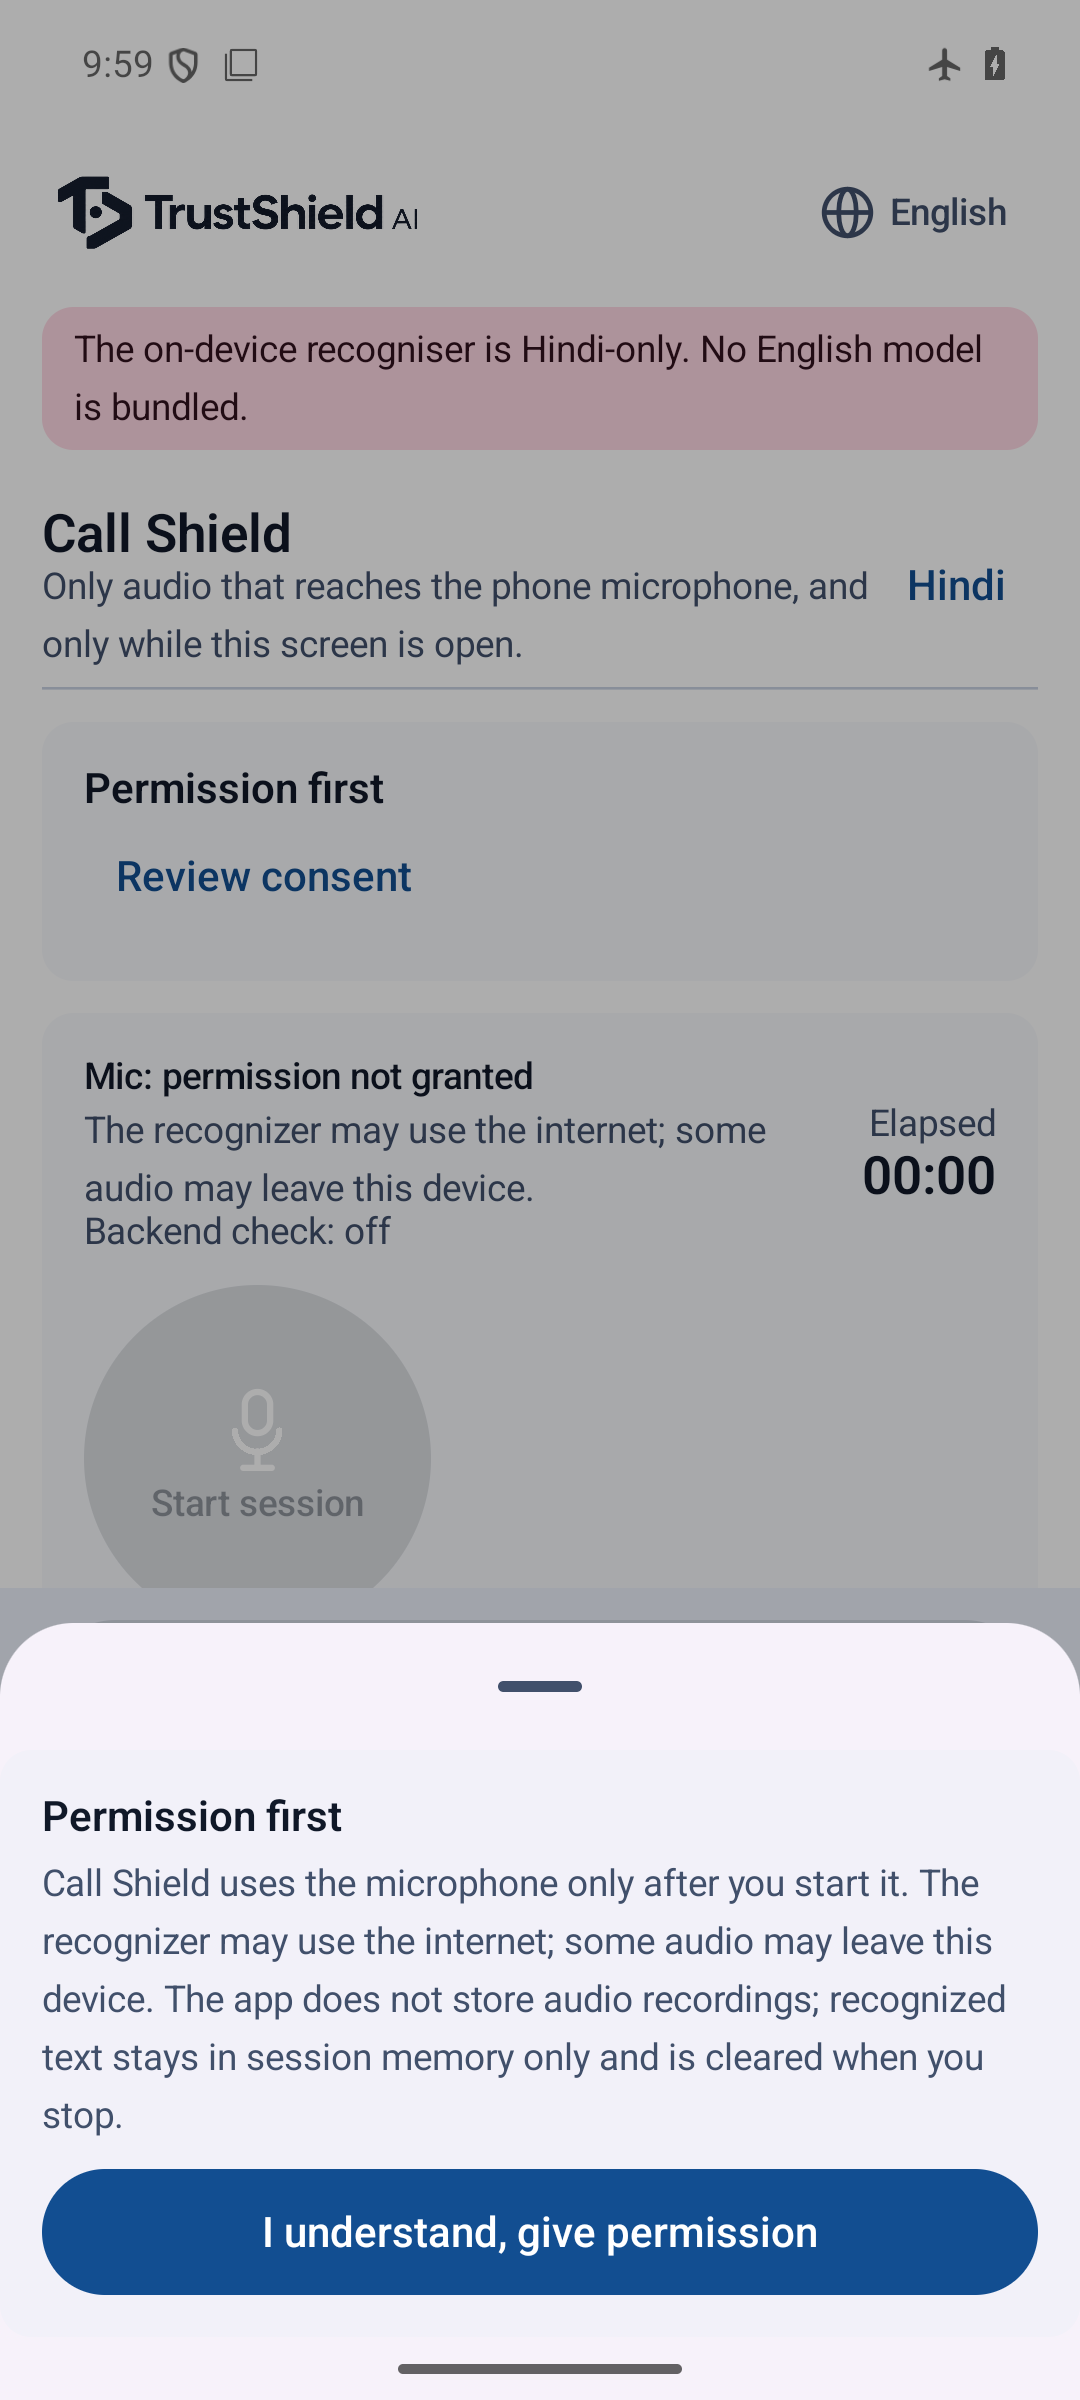 9:59
TrustShield AI
English
The on-device recogniser is Hindi-only. No English model
is bundled.
Call Shield
Only audio that reaches the phone microphone, and
only while this screen is open.
Hindi
Permission first
Review consent
Mic: permission not granted
The recognizer may use the internet; some
audio may leave this device.
Backend check: off
Elapsed
00:00
Start session
Permission first
Call Shield uses the microphone only after you start it. The
recognizer may use the internet; some audio may leave this
device. The app does not store audio recordings; recognized
text stays in session memory only and is cleared when you
stop.
I understand, give permission